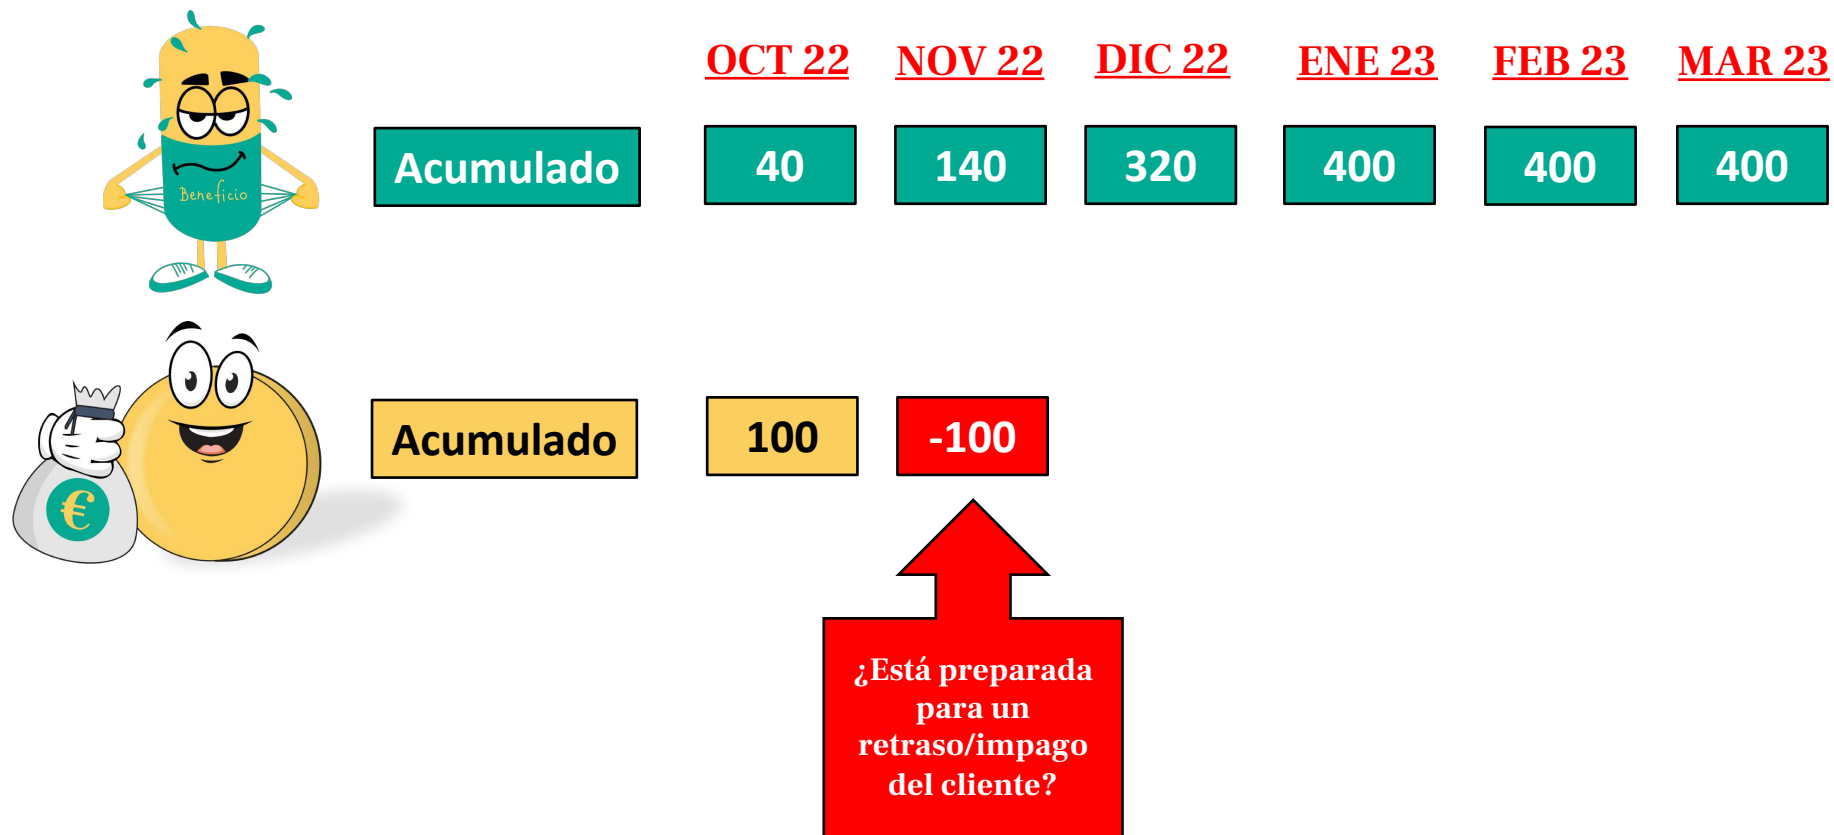 OCT 22 NOV 22 DIC 22 ENE 23 FEB 23 MAR 23
Beneficio
Acumulado 40 140 320 400 400 400
€
Acumulado 100 -100
¿Está preparada
para un
retraso/impago
del cliente?